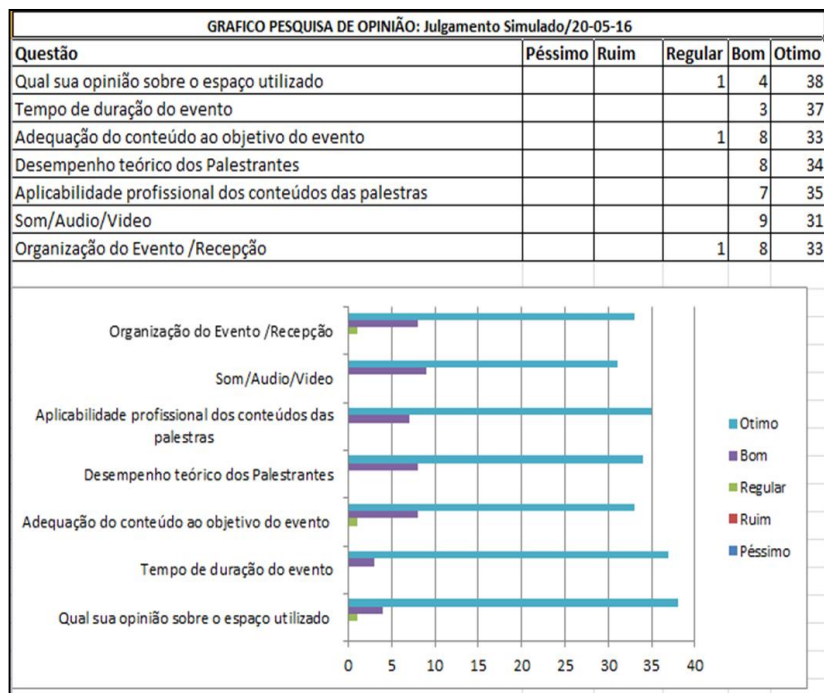 GRAFICO PESQUISA DE OPINIÃO: Julgamento Simulado/20-05-16
Questão Péssimo Ruim Regular Bom Otimo
Qual sua opinião sobre o espaço utilizado 1 4 38
Tempo de duração do evento 3 37
Adequação do conteúdo ao objetivo do evento 1 8 33
Desempenho teórico dos Palestrantes 8 34
Aplicabilidade profissional dos conteúdos das palestras 7 35
Som/Audio/Video 9 31
Organização do Evento /Recepção 1 8 33
Organização do Evento /Recepção
Som/Audio/Video
Aplicabilidade profissional dos conteúdos das
palestras
Desempenho teórico dos Palestrantes
Adequação do conteúdo ao objetivo do evento
Tempo de duração do evento
Qual sua opinião sobre o espaço utilizado
0 5 10 15 20 25 30 35 40
Otimo
Bom
Regular
Ruim
Péssimo